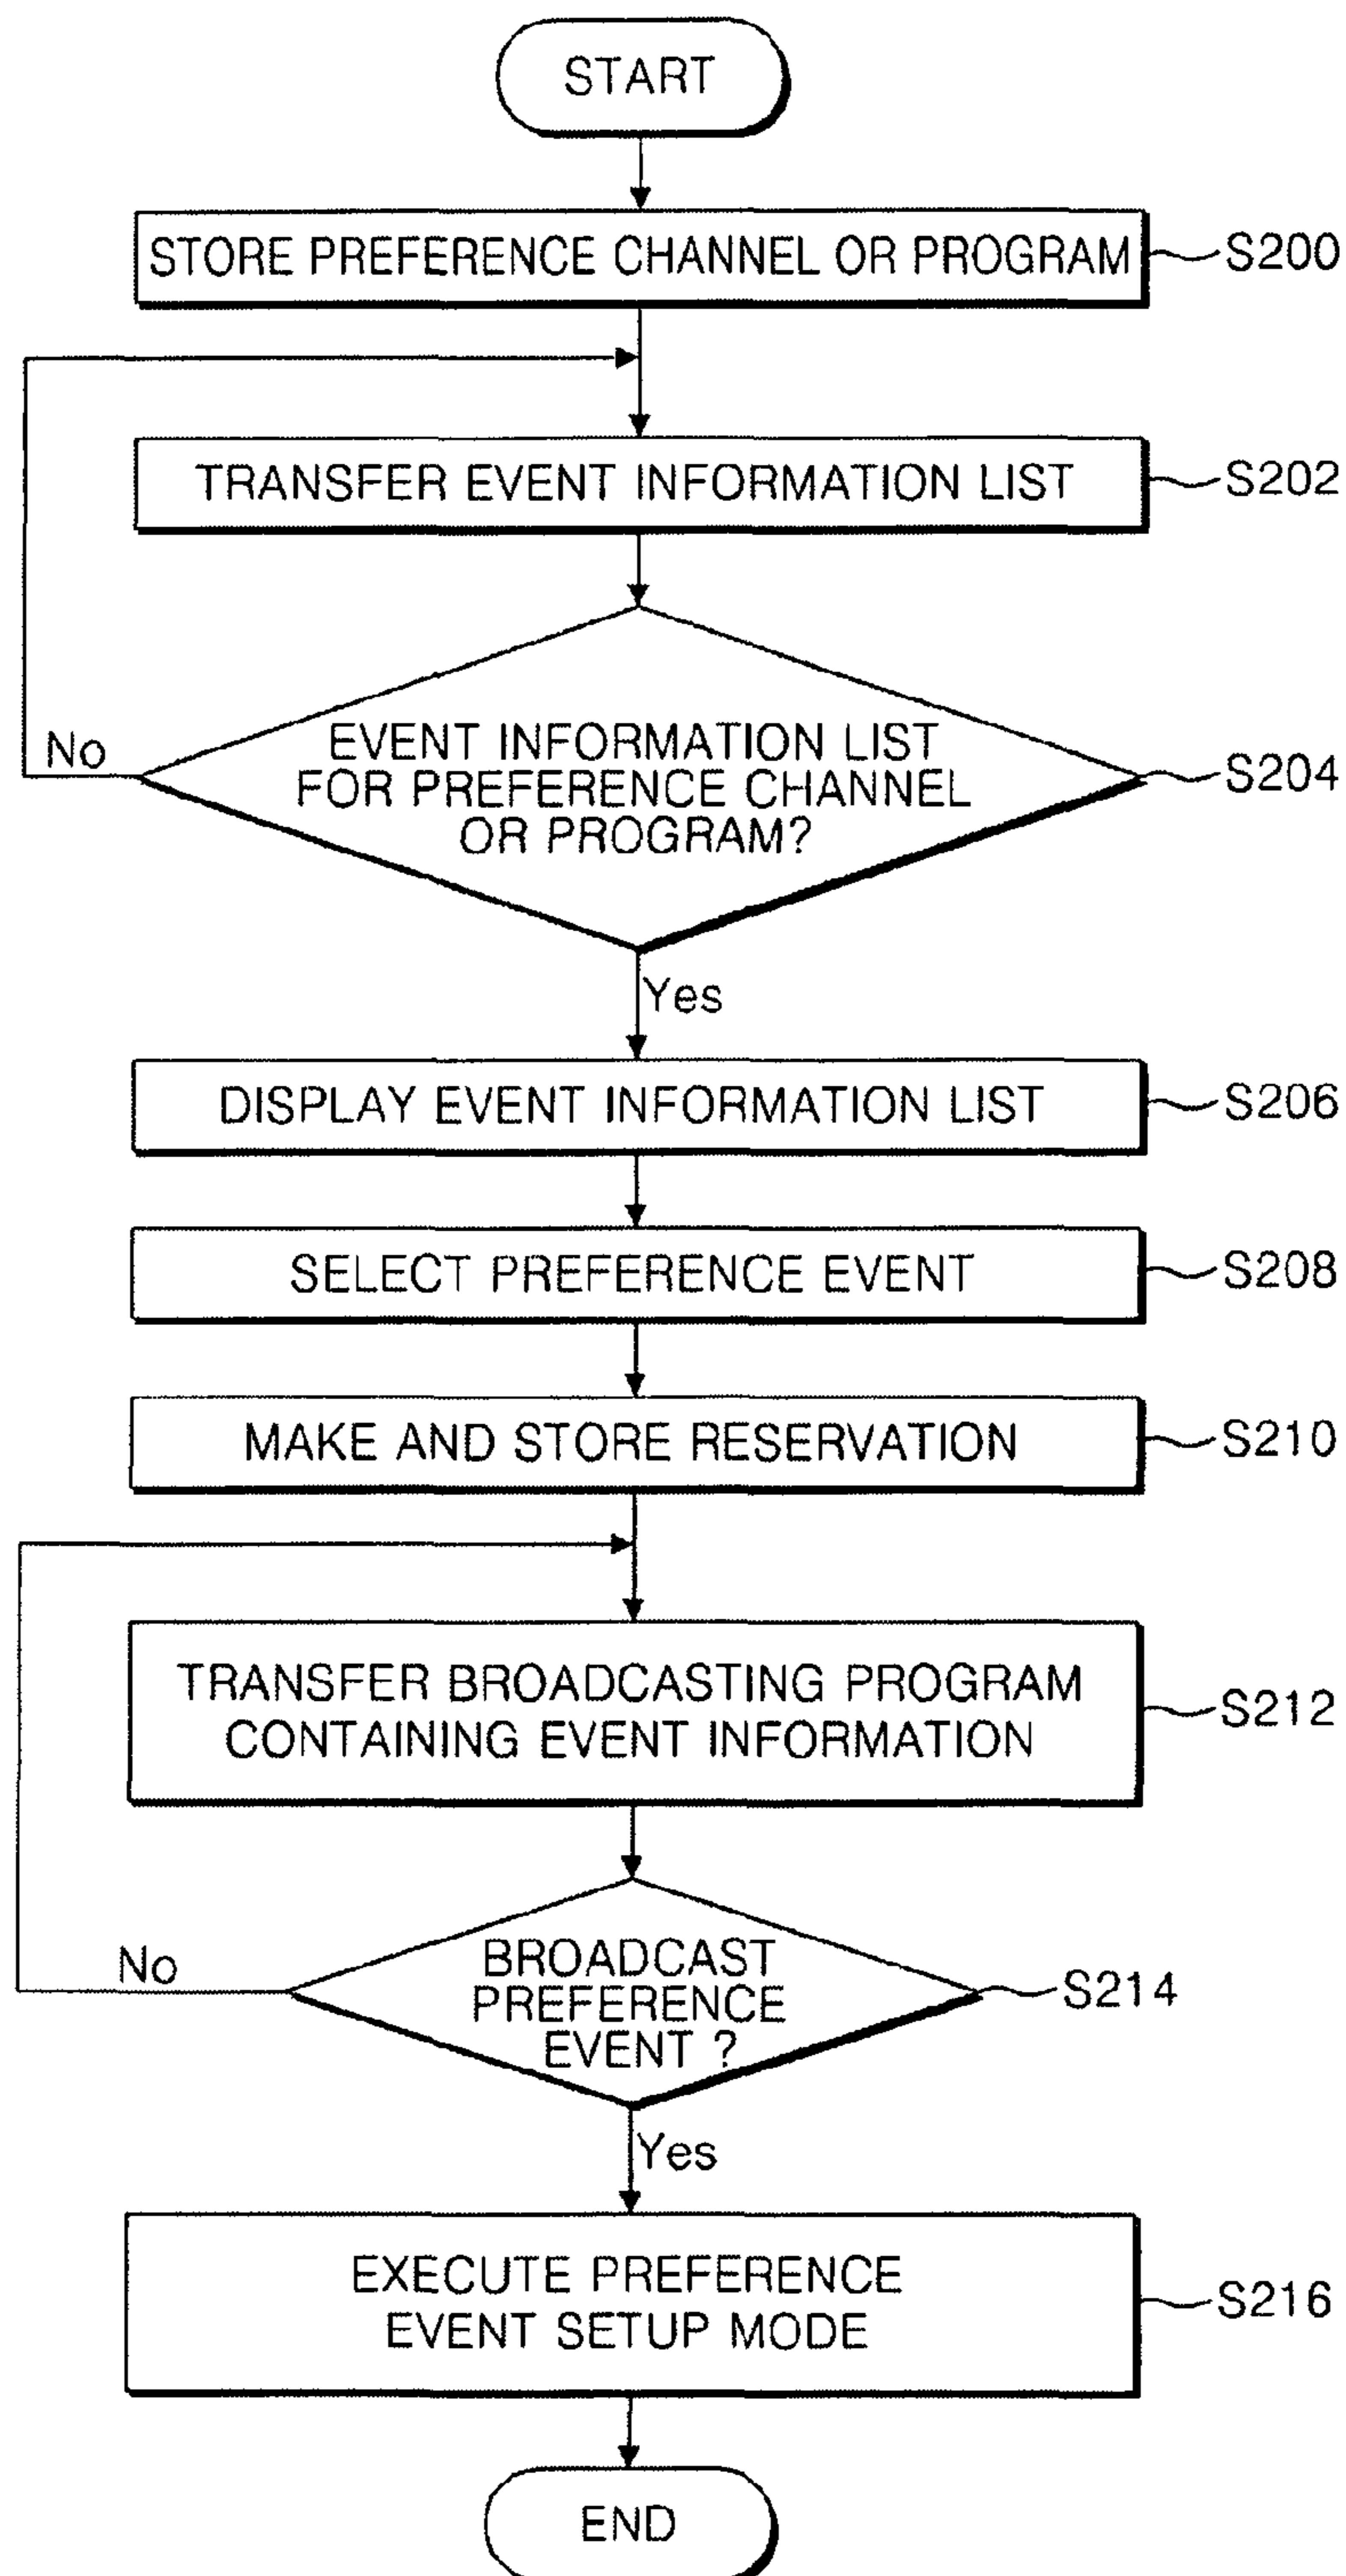 START
STORE PREFERENCE CHANNEL OR PROGRAM
S200
TRANSFER EVENT INFORMATION LIST
S202
EVENT INFORMATION LIST
FOR PREFERENCE CHANNEL
OR PROGRAM?
S204
No
Yes
DISPLAY EVENT INFORMATION LIST
S206
SELECT PREFERENCE EVENT
S208
MAKE AND STORE RESERVATION
S210
TRANSFER BROADCASTING PROGRAM
CONTAINING EVENT INFORMATION
S212
BROADCAST
PREFERENCE
EVENT ?
S214
No
Yes
EXECUTE PREFERENCE
EVENT SETUP MODE
S216
END